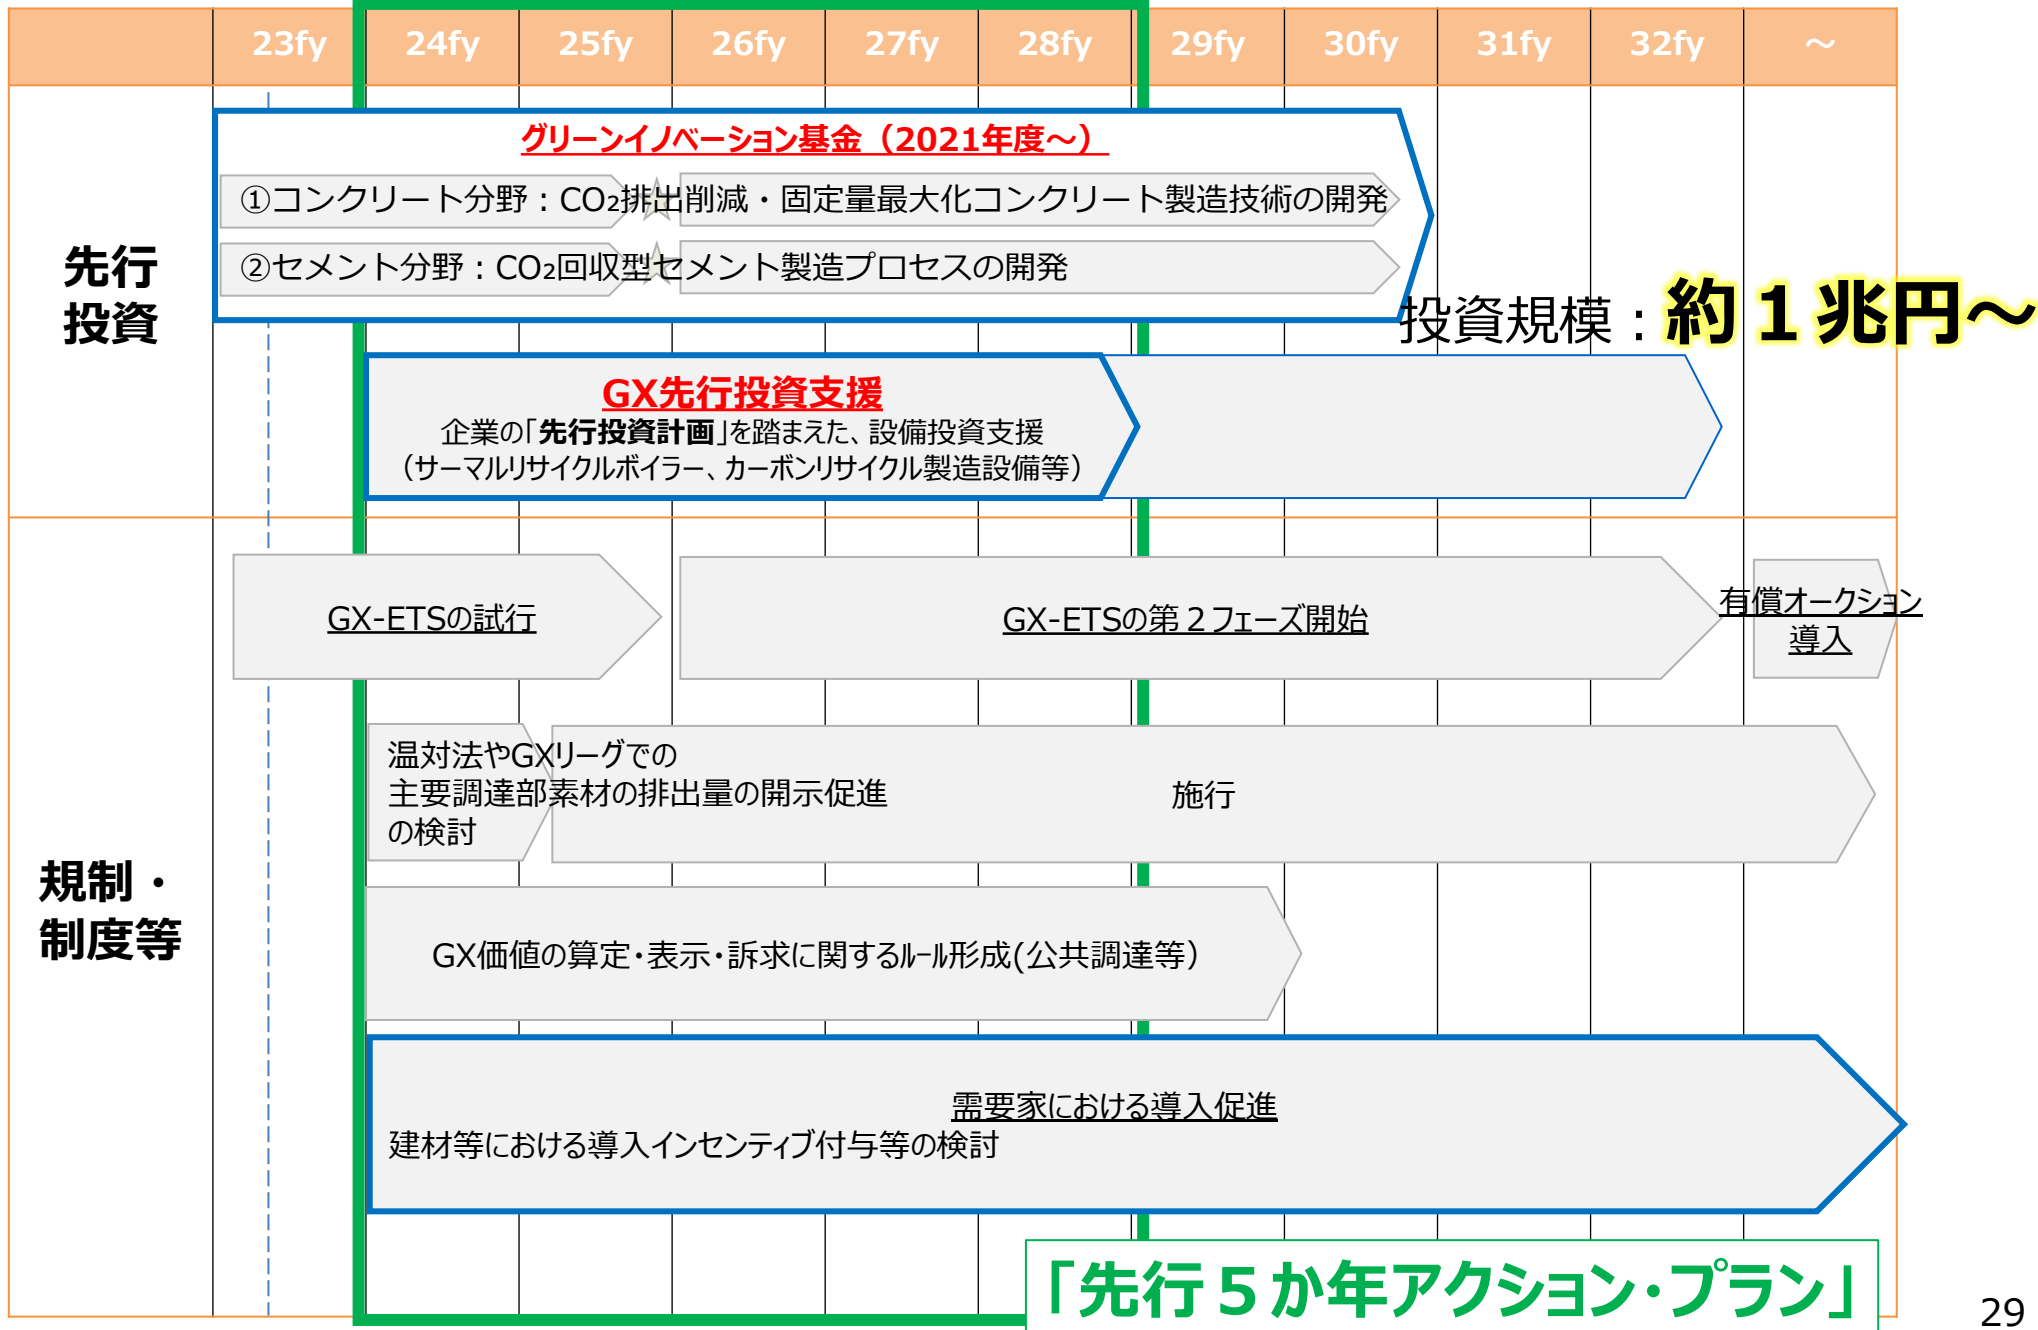 23fy 24fy 25fy 26fy 27fy 28fy 29fy 30fy 31fy 32fy ～
先行
投資
グリーンイノベーション基金（2021年度～）
①コンクリート分野：CO₂排出削減・固定量最大化コンクリート製造技術の開発
②セメント分野：CO₂回収型セメント製造プロセスの開発
投資規模：約１兆円～
GX先行投資支援
企業の「先行投資計画」を踏まえた、設備投資支援
（サーマルリサイクルボイラー、カーボンリサイクル製造設備等）
規制・
制度等
GX-ETSの試行
GX-ETSの第２フェーズ開始
有償オークション
導入
温対法やGXリーグでの
主要調達部素材の排出量の開示促進
の検討
施行
GX価値の算定・表示・訴求に関するルール形成(公共調達等）
需要家における導入促進
建材等における導入インセンティブ付与等の検討
「先行５か年アクション・プラン」
29